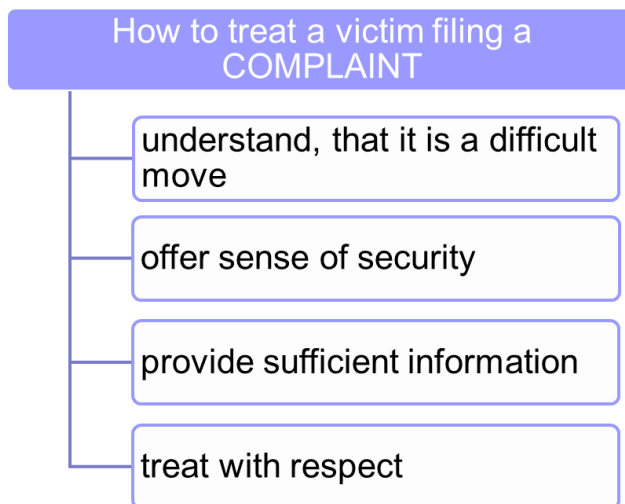 How to treat a victim filing a
COMPLAINT
understand, that it is a difficult
move
offer sense of security
provide sufficient information
treat with respect